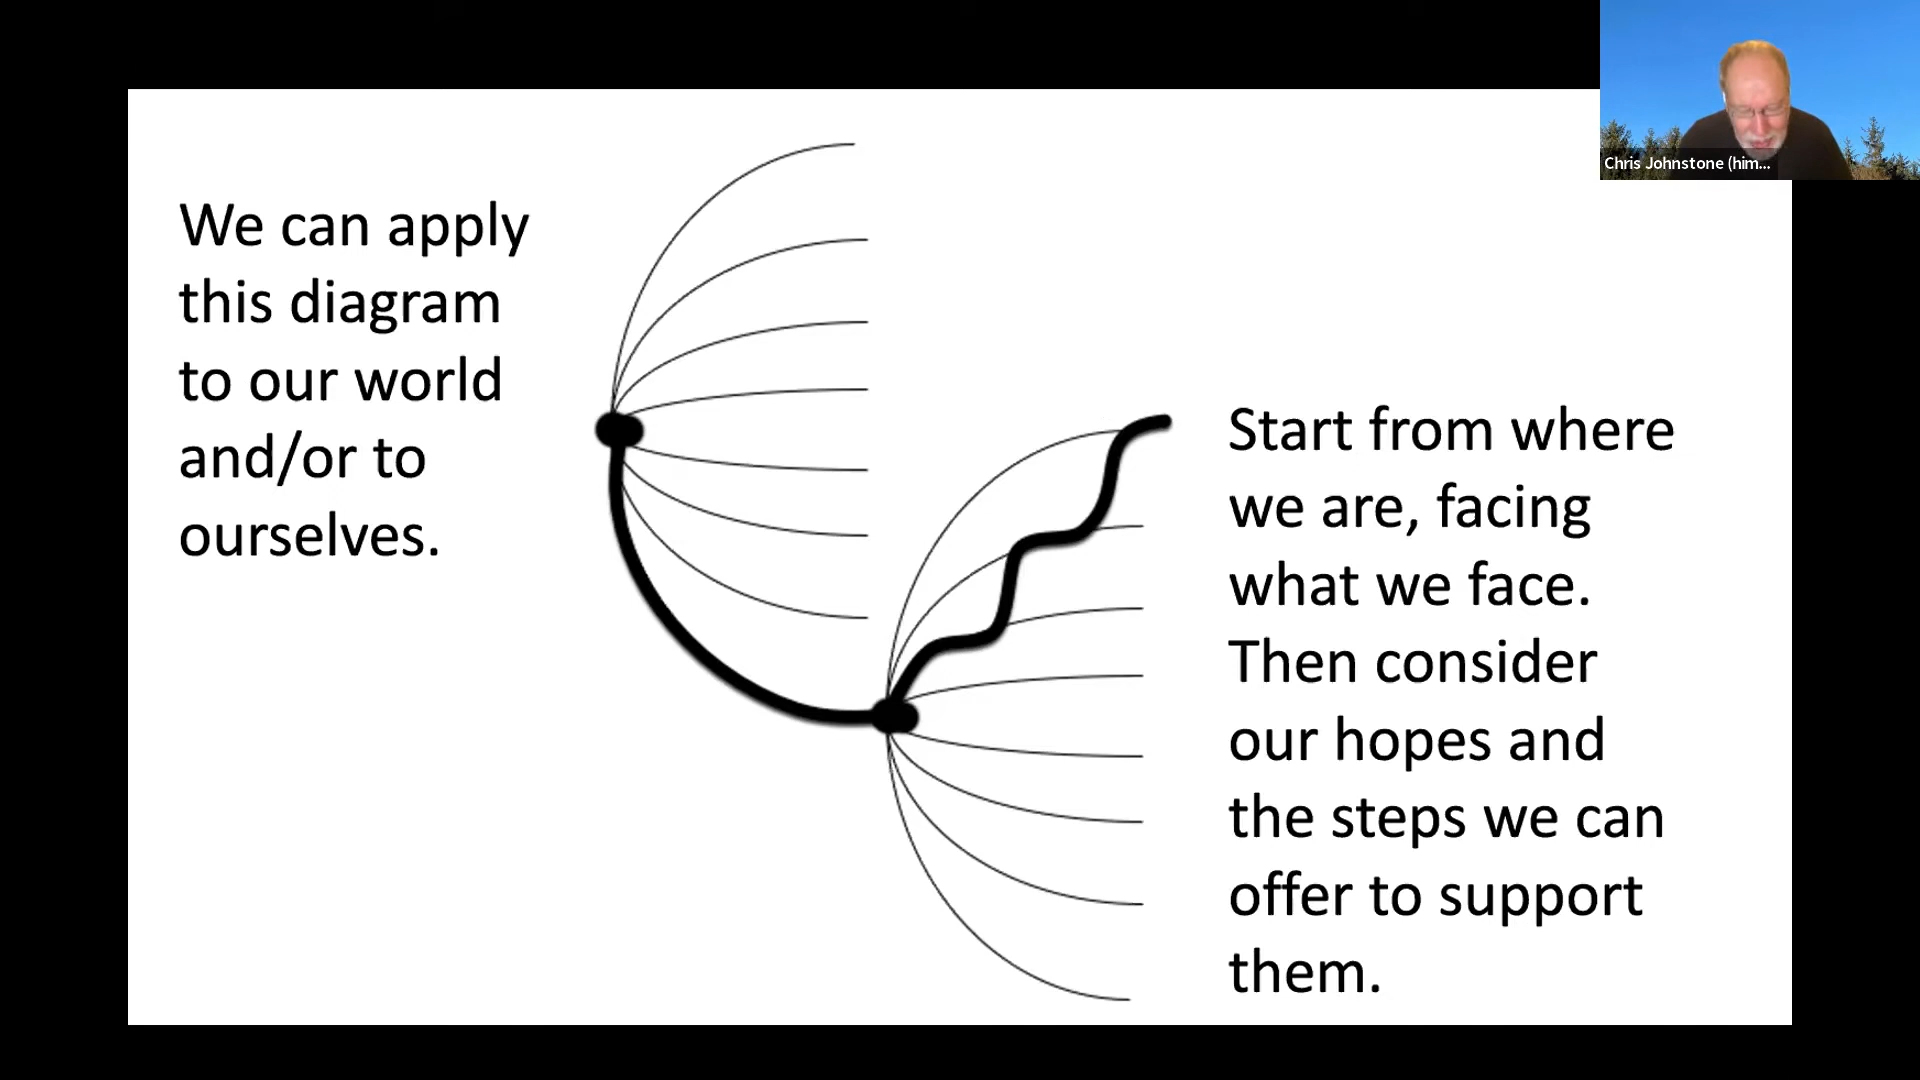 We can apply
this diagram
to our world
and/or to
ourselves.
Start from where
we are, facing
what we face.
Then consider
our hopes and
the steps we can
offer to support
them.
Chris Johnstone (him...